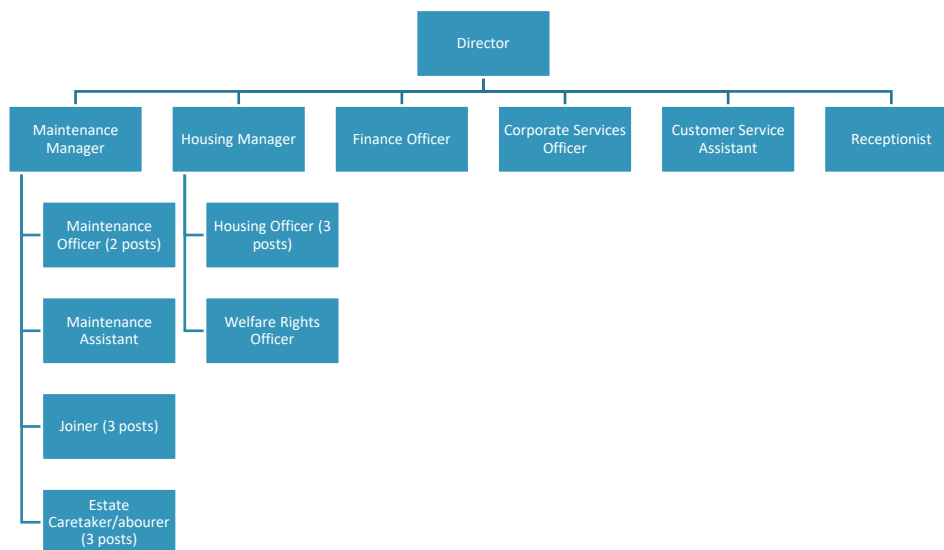 Director
Maintenance
Manager
Housing Manager
Finance Officer
Corporate Services
Officer
Customer Service
Assistant
Receptionist
Maintenance
Officer (2 posts)
Housing Officer (3
posts)
Maintenance
Assistant
Welfare Rights
Officer
Joiner (3 posts)
Estate
Caretaker/abourer
(3 posts)